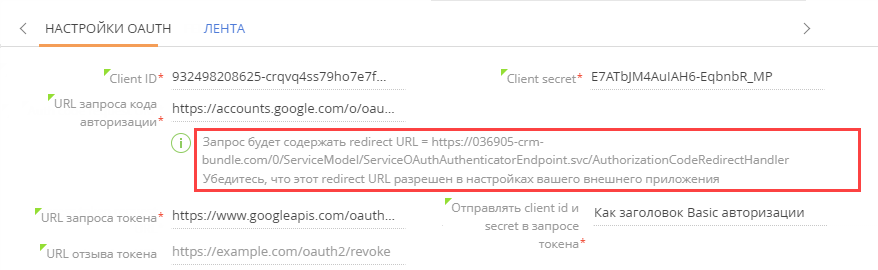 НАСТРОЙКИ OAUTH ЛЕНТА
Client ID* 932498208625-crqvq4ss79ho7e7f... Client secret* E7ATbJM4AuIAH6-EqbnbR_MP
URL запроса кода
авторизации* https://accounts.google.com/o/oau...
Запрос будет содержать redirect URL = https://036905-crm-
bundle.com/0/ServiceModel/ServiceOAuthAuthenticatorEndpoint.svc/AuthorizationCodeRedirectHandler
Убедитесь, что этот redirect URL разрешен в настройках вашего внешнего приложения
URL запроса токена* https://www.googleapis.com/oauth...
Отправлять client id и
secret в запросе
токена* Как заголовок Basic авторизации
URL отзыва токена https://example.com/oauth2/revoke